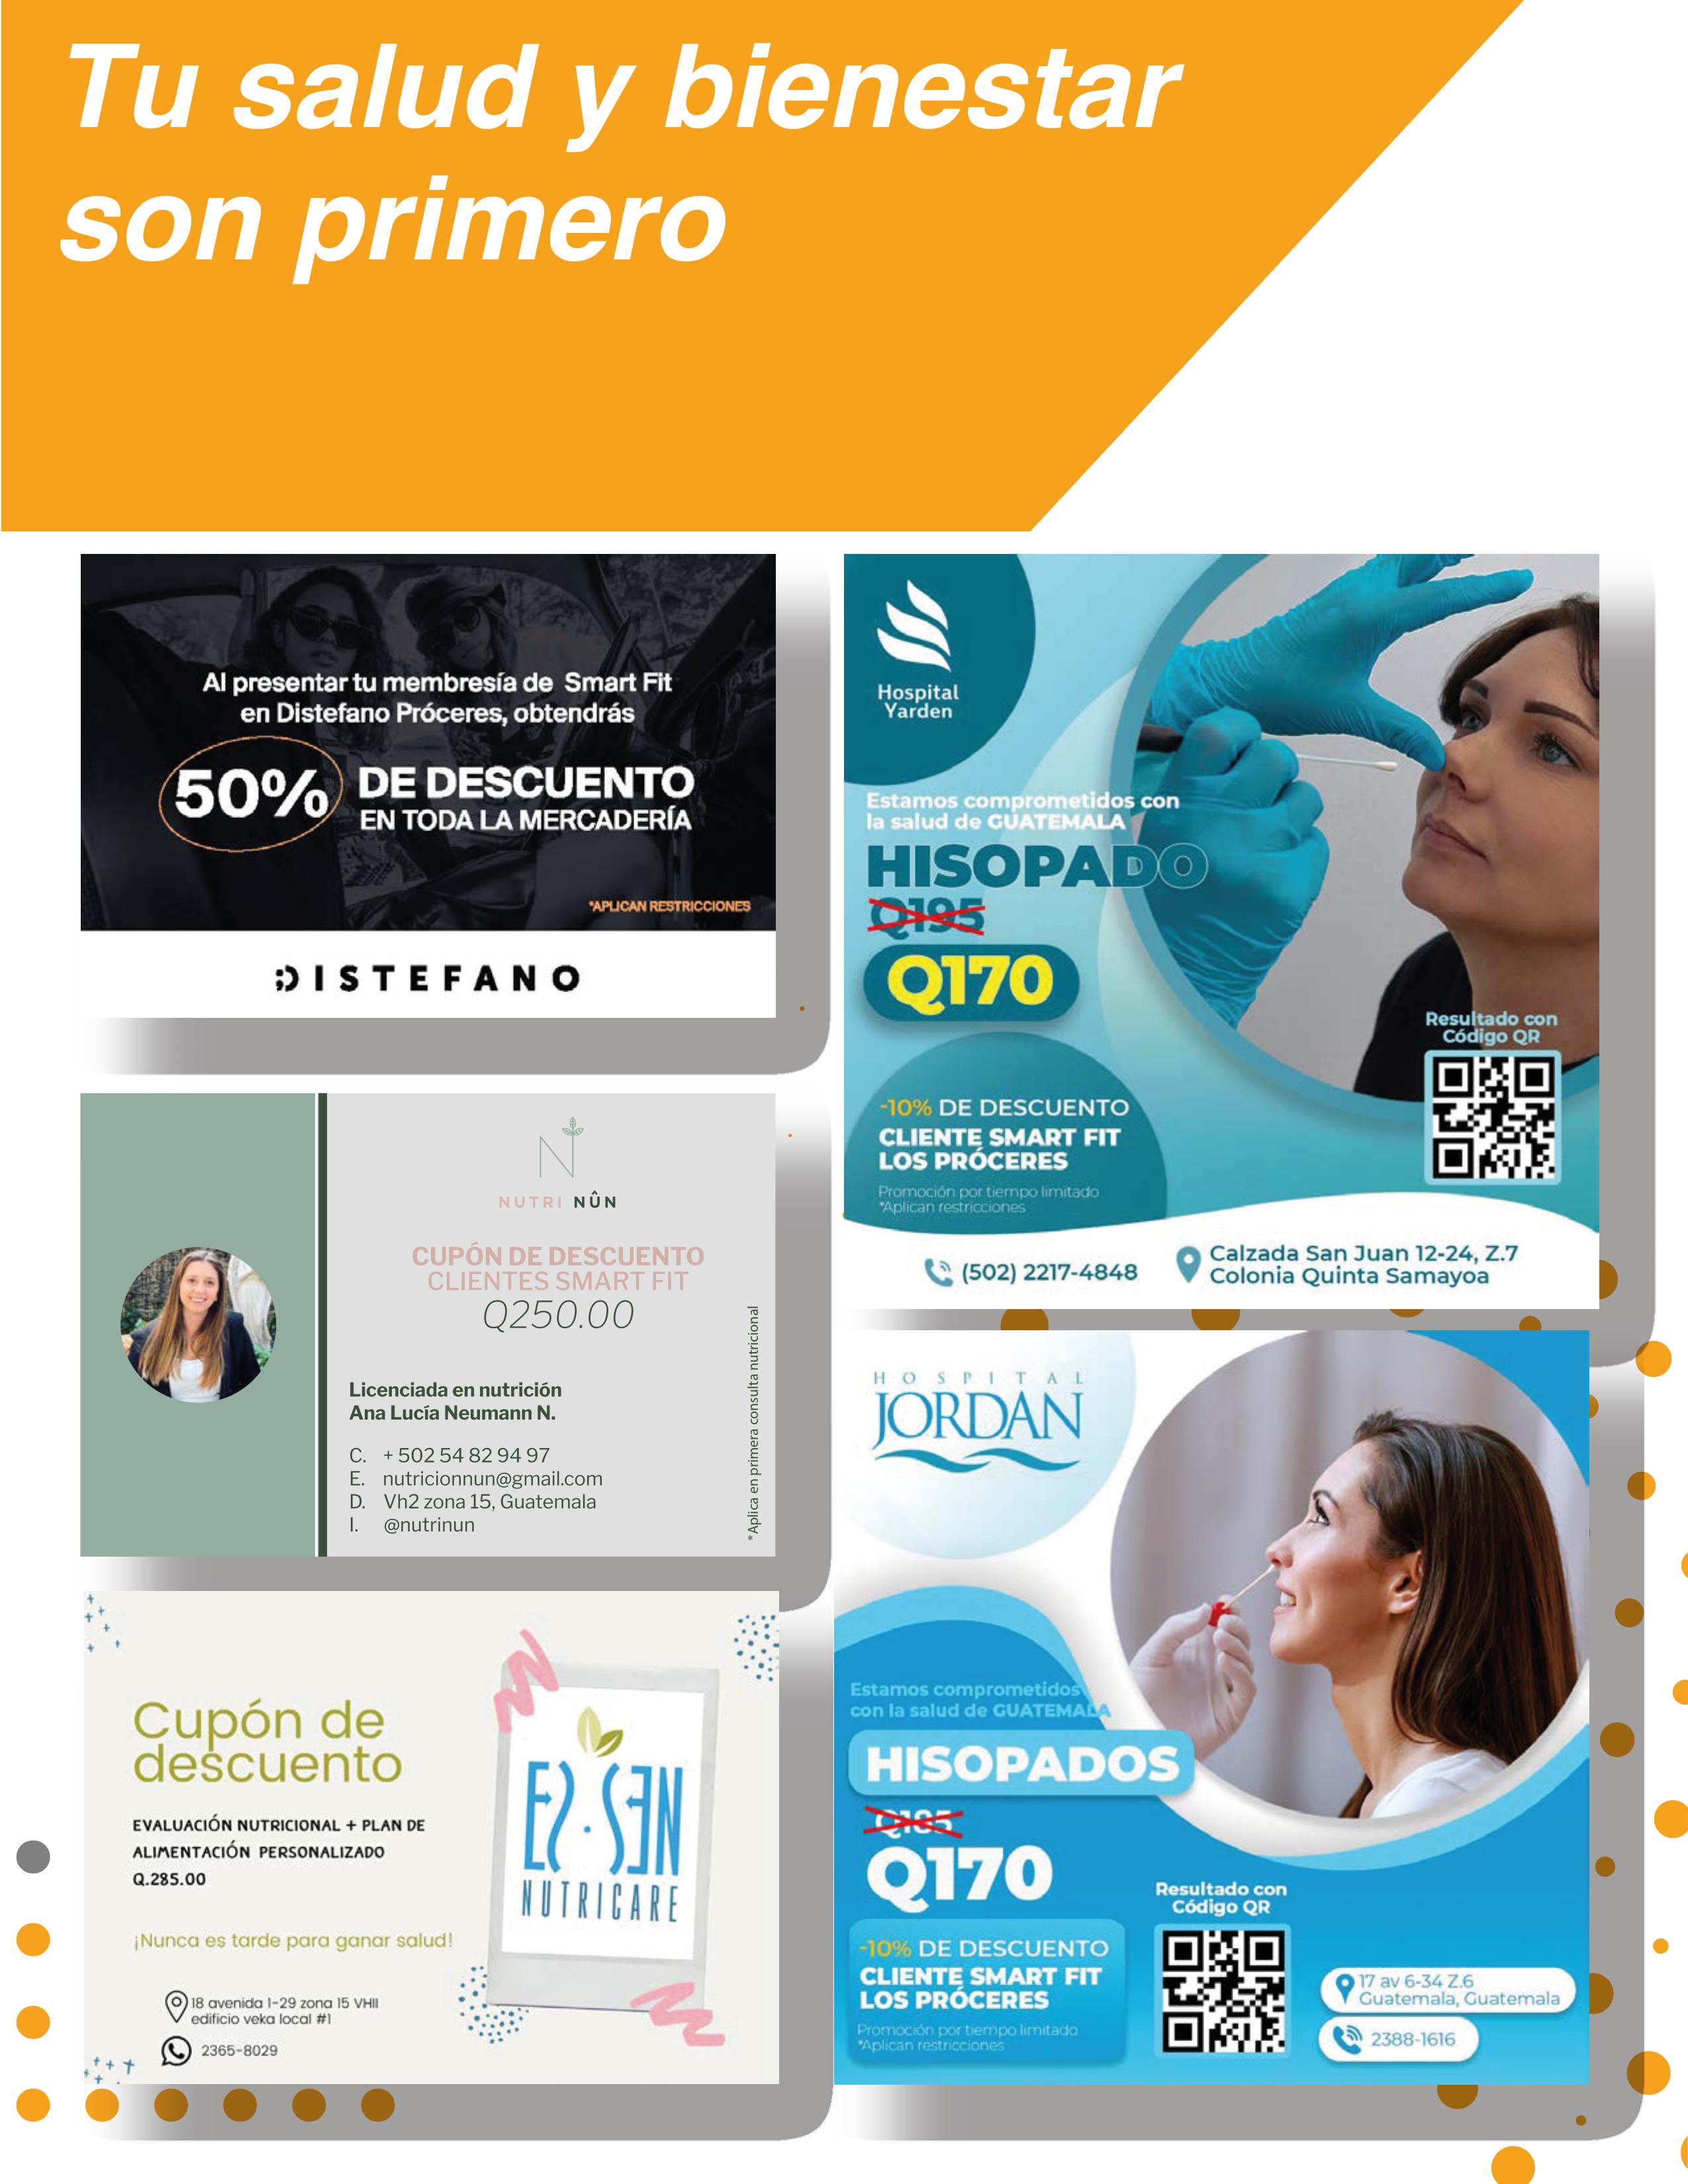 Tu salud y bienestar
son primero
Al presentar tu membresía de Smart Fit
en Distefano Próceres, obtendrás
50% DE DESCUENTO
EN TODA LA MERCADERÍA
*APLICAN RESTRICCIONES
DISTEFANO
NUTRI NÛN
CUPÓN DE DESCUENTO
CLIENTES SMART FIT
Q250.00
Licenciada en nutrición
Ana Lucía Neumann N.
C. + 502 54 82 94 97
E. nutricionnun@gmail.com
D. Vh2 zona 15, Guatemala
I. @nutrinun
*Aplica en primera consulta nutricional
Cupón de
descuento
EVALUACIÓN NUTRICIONAL + PLAN DE
ALIMENTACIÓN PERSONALIZADO
Q.285.00
¡Nunca es tarde para ganar salud!
18 avenida 1-29 zona 15 VHII
edificio veka local #1
2365-8029
NUTRICARE
Hospital
Yarden
Estamos comprometidos con
la salud de GUATEMALA
HISOPADO
Q195
Q170
Resultado con
Código QR
-10% DE DESCUENTO
CLIENTE SMART FIT
LOS PRÓCERES
Promoción por tiempo limitado
*Aplican restricciones
(502) 2217-4848
Calzada San Juan 12-24, Z.7
Colonia Quinta Samayoa
HOSPITAL
JORDAN
Estamos comprometidos
con la salud de GUATEMALA
HISOPADOS
Q170
Resultado con
Código QR
-10% DE DESCUENTO
CLIENTE SMART FIT
LOS PRÓCERES
Promoción por tiempo limitado
*Aplican restricciones
17 av 6-34 Z.6
Guatemala, Guatemala
2388-1616